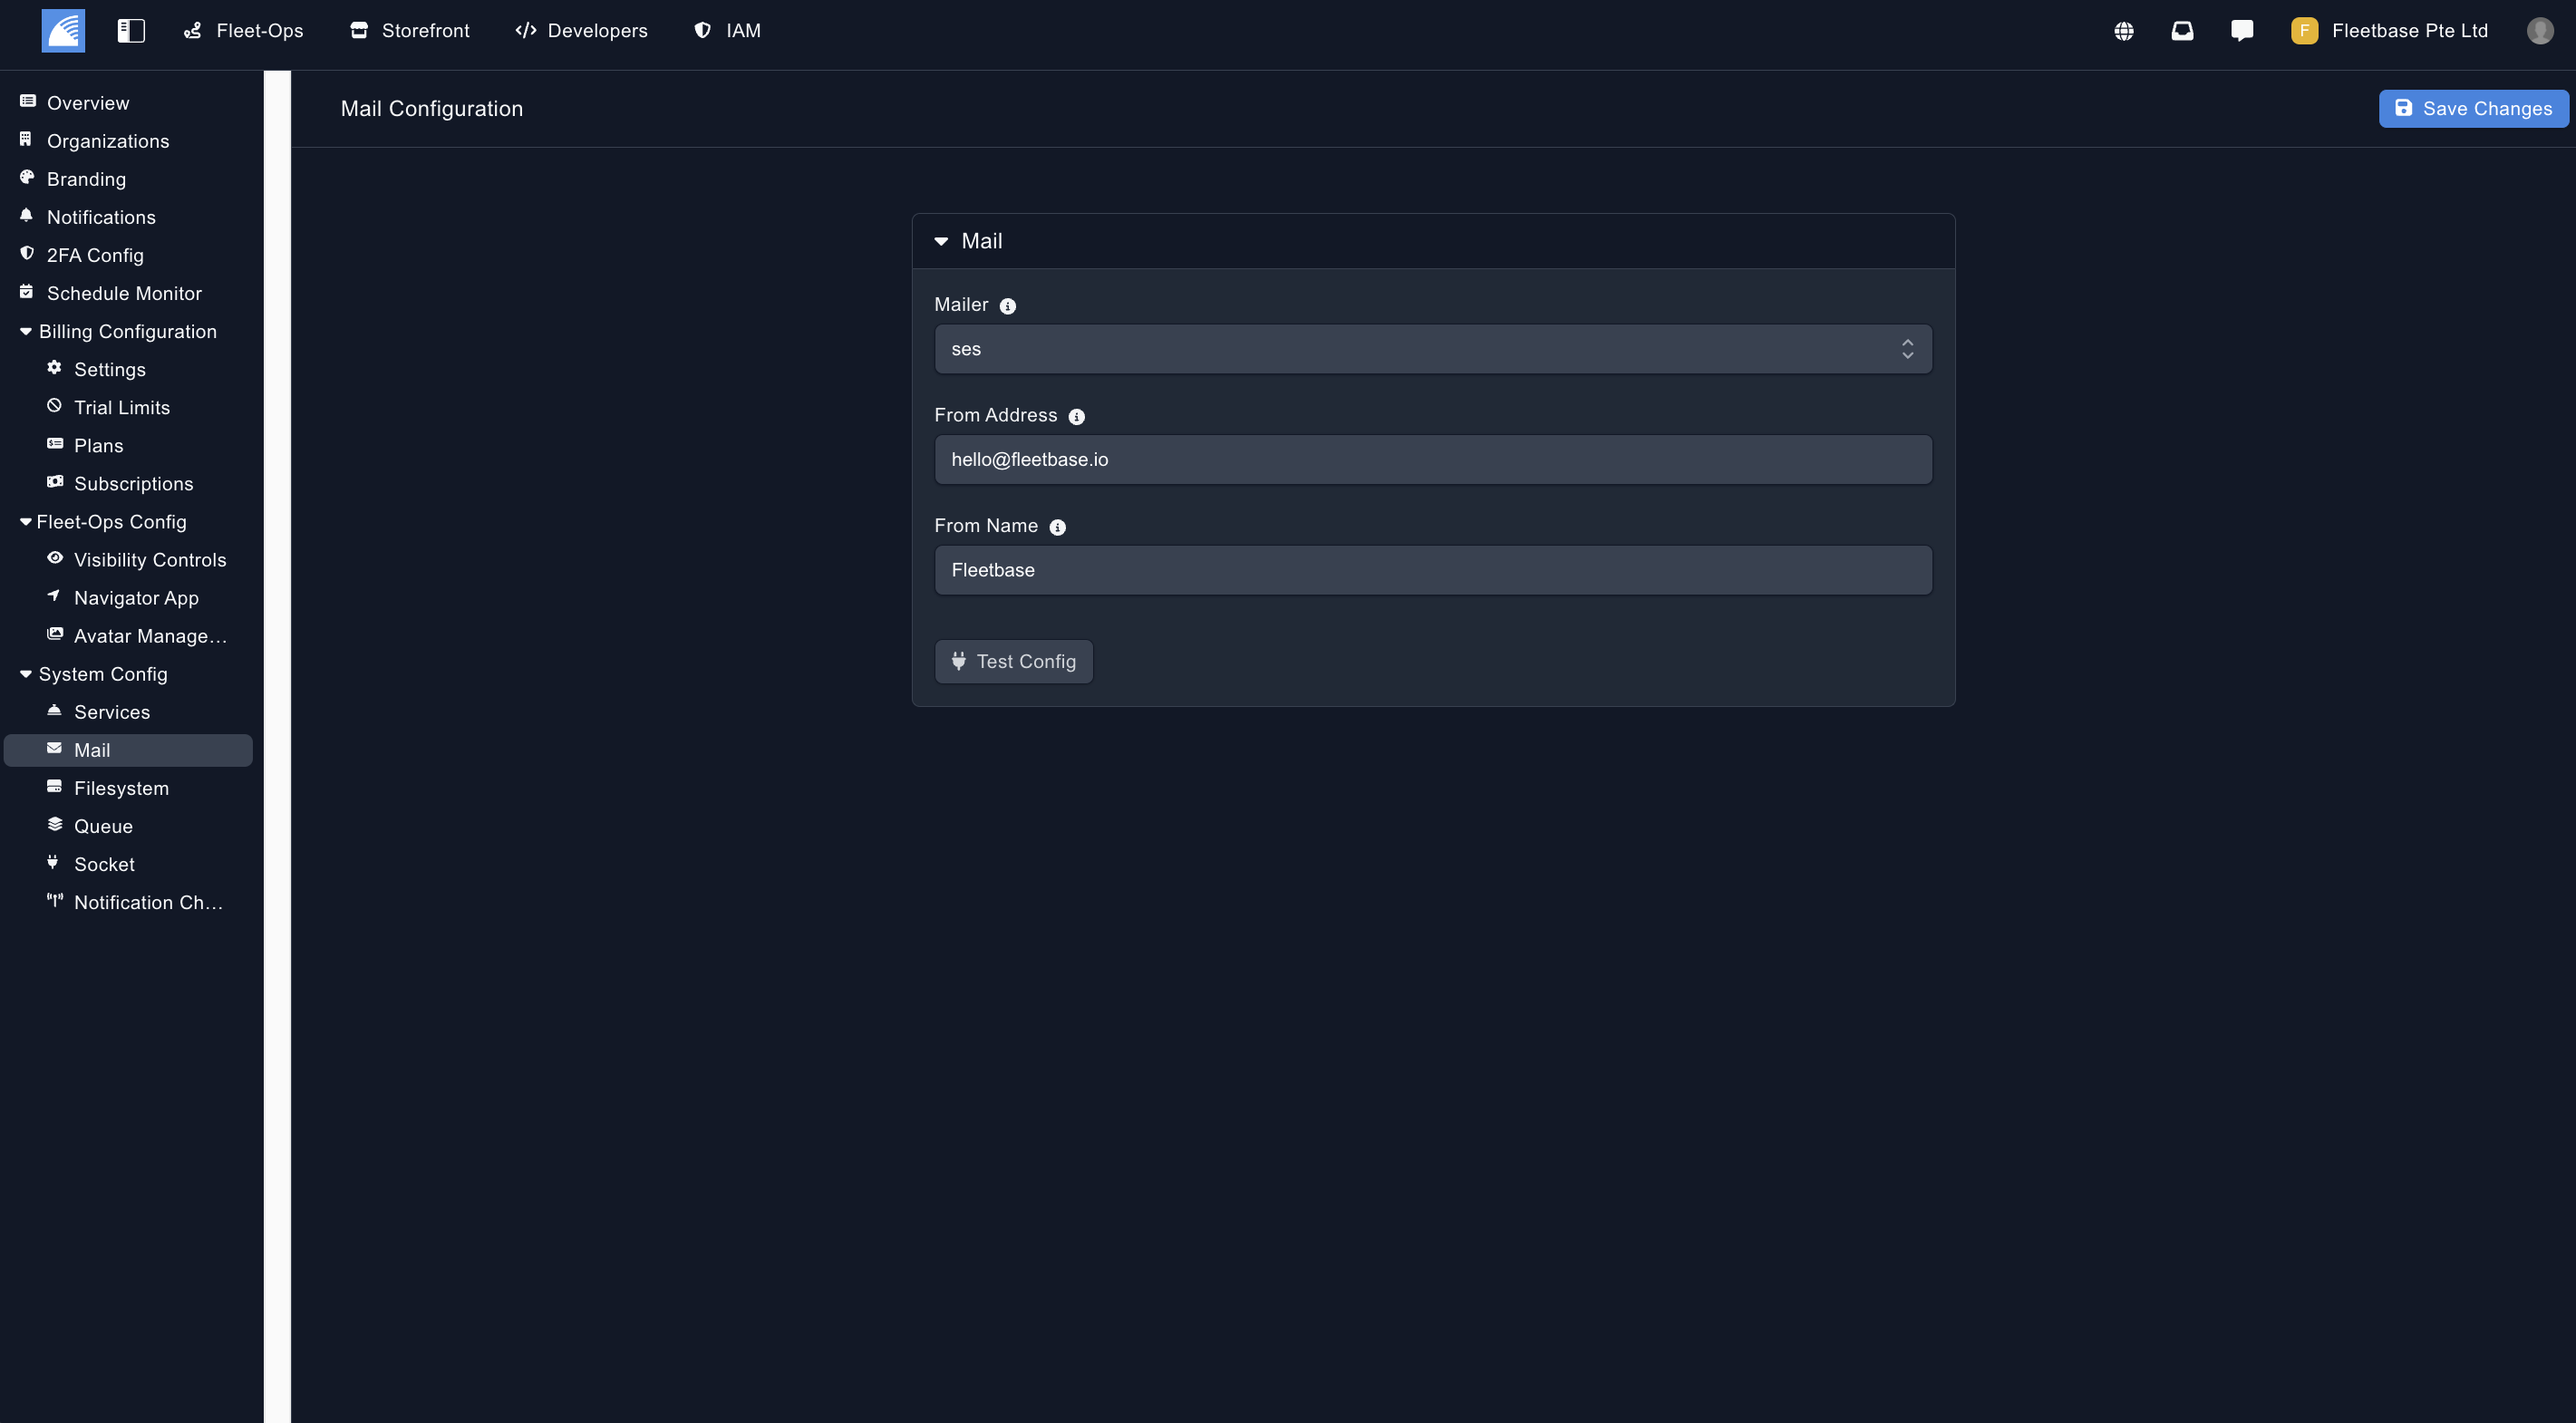 Fleet-Ops Storefront Developers IAM F Fleetbase Pte Ltd
Overview
Organizations
Branding
Notifications
2FA Config
Schedule Monitor
Billing Configuration
Settings
Trial Limits
Plans
Subscriptions
Fleet-Ops Config
Visibility Controls
Navigator App
Avatar Manage...
System Config
Services
Mail
Filesystem
Queue
Socket
Notification Ch...
Mail Configuration
Save Changes
Mail
Mailer
ses
From Address
hello@fleetbase.io
From Name
Fleetbase
Test Config